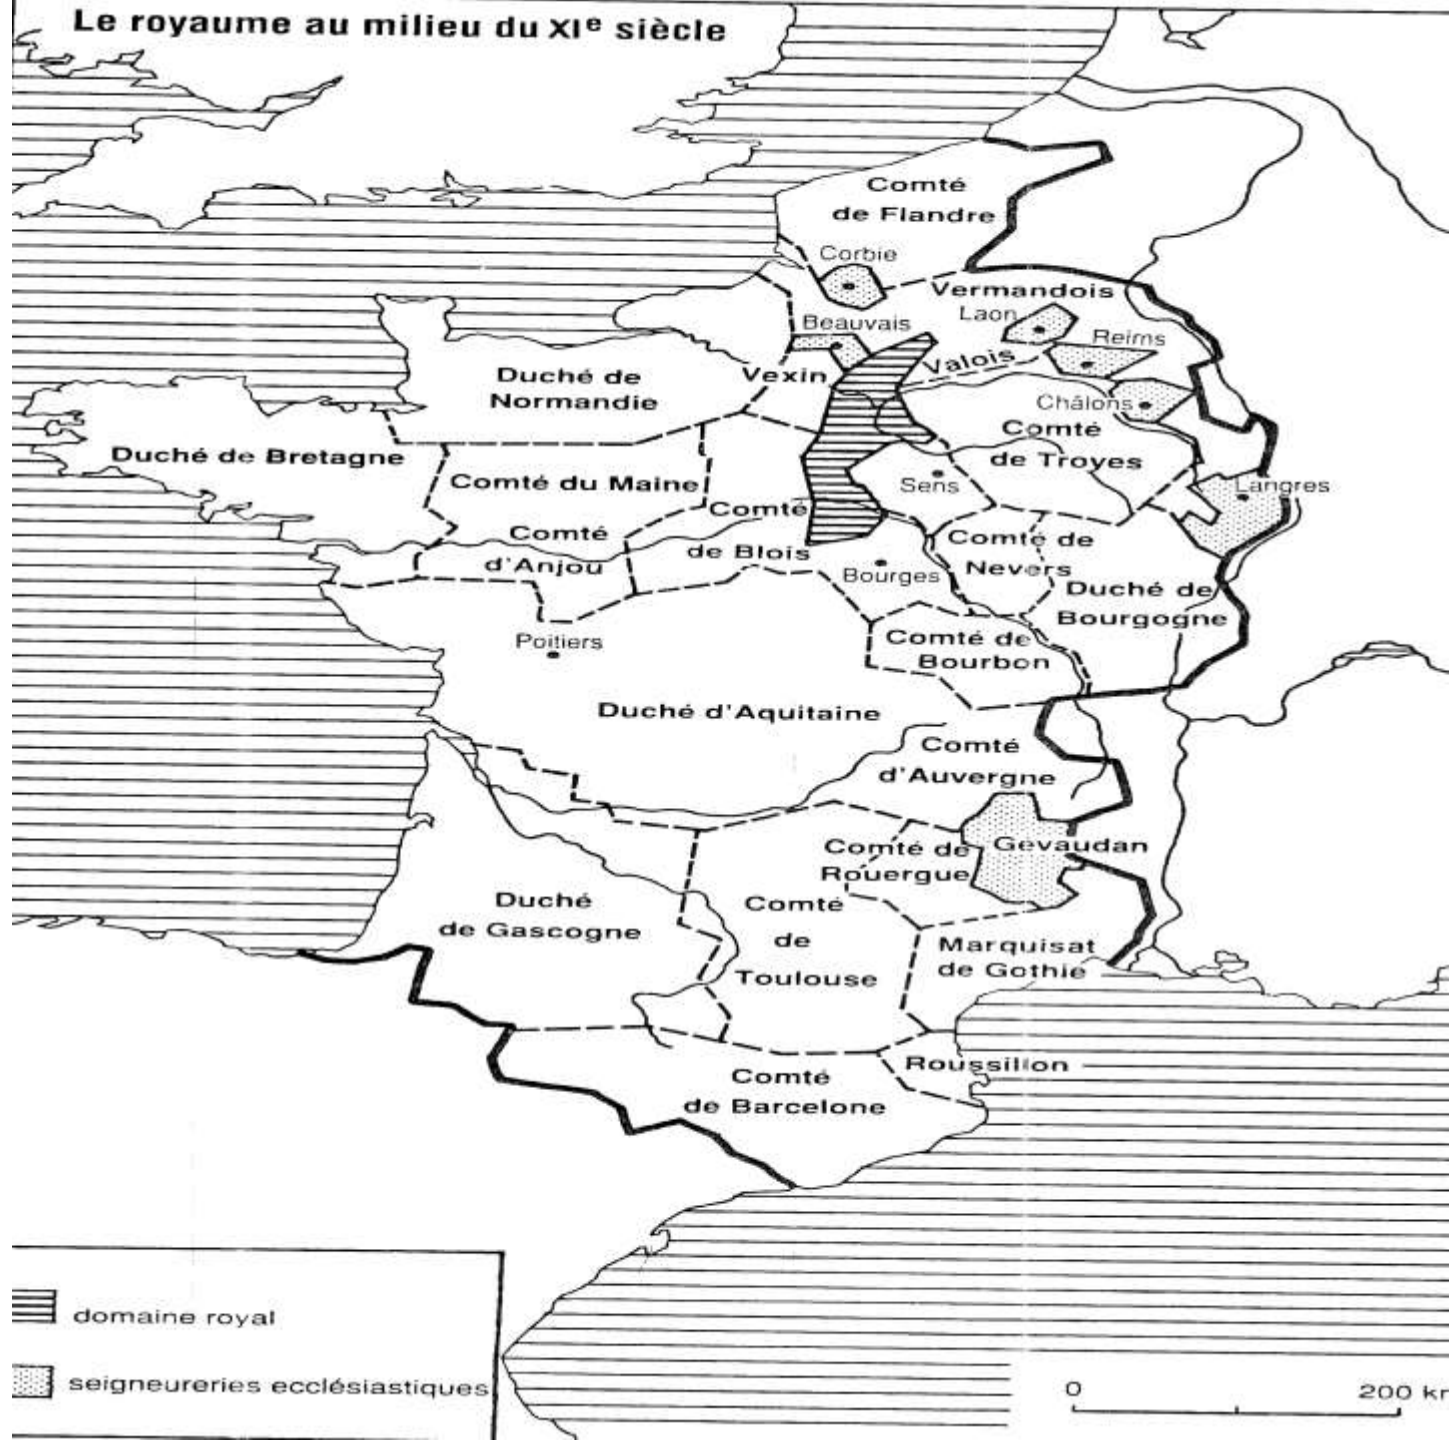 Le royaume au milieu du XIe siècle
Comté
de Flandre
Corbie
Vermandois
Laon
Beauvais
Reims
Valois
Vexin
Duché de
Normandie
Châlons
Comté
de Troyes
Duché de Bretagne
Comté du Maine
Sens
Langres
Comté
de Blois
Comté
d'Anjou
Comté de
Nevers
Bourges
Duché de
Bourgogne
Poitiers
Comté de
Bourbon
Duché d'Aquitaine
Comté
d'Auvergne
Comté de
Rouergue
Gévaudan
Duché
de Gascogne
Comté
de
Toulouse
Marquisat
de Gothie
Roussillon
Comté
de Barcelone
domaine royal
seigneureries ecclésiastiques
0 200 kr